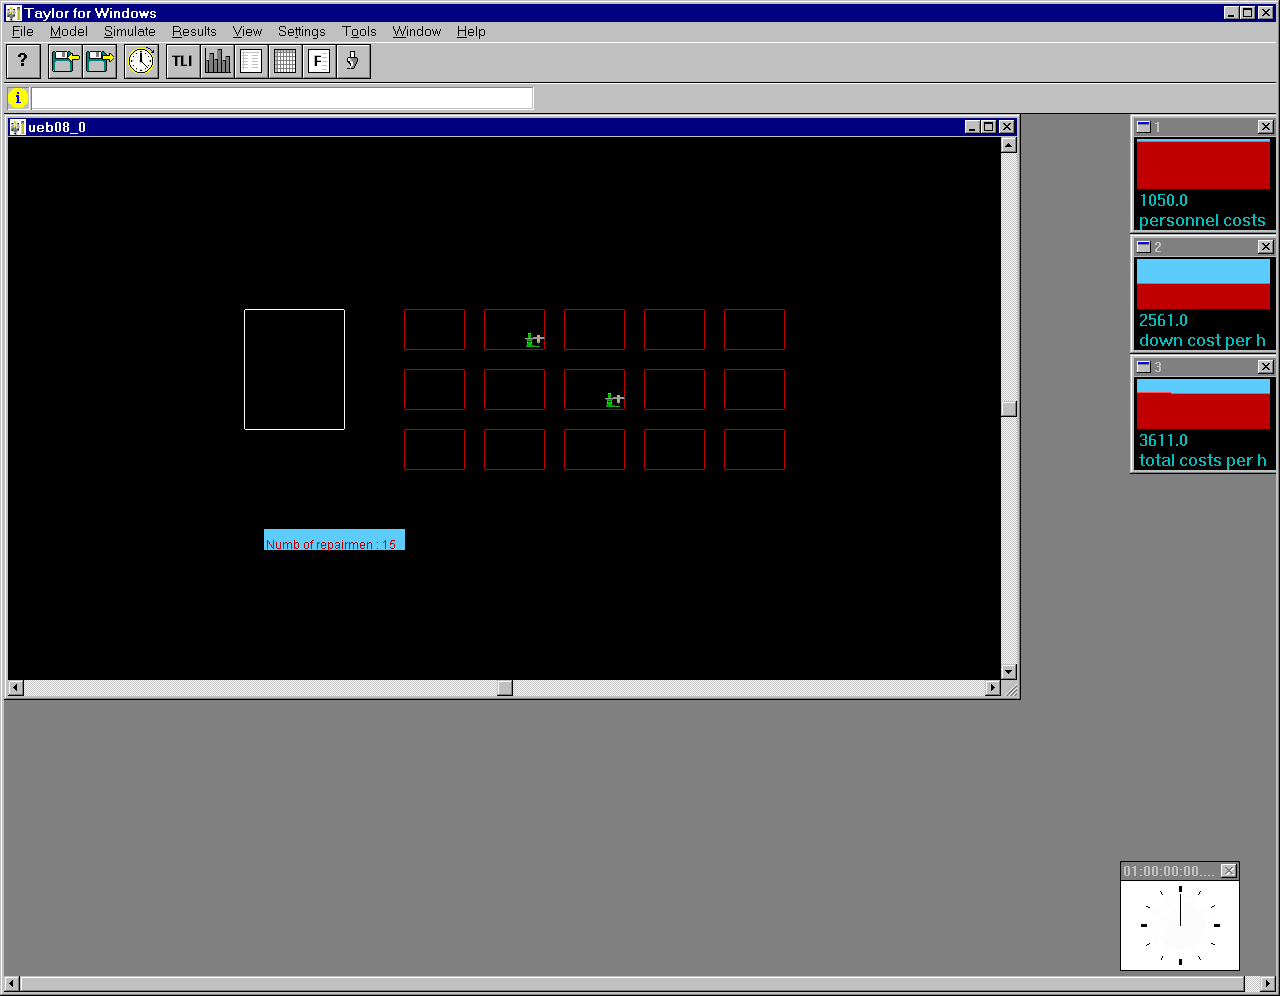 Taylor for Windows
File Model Simulate Results View Settings Tools Window Help
? TLI F
i
ueb08_0
Numb of repairmen : 15
1
1050.0
personnel costs
2
2561.0
down cost per h
3
3611.0
total costs per h
01:00:00:00....